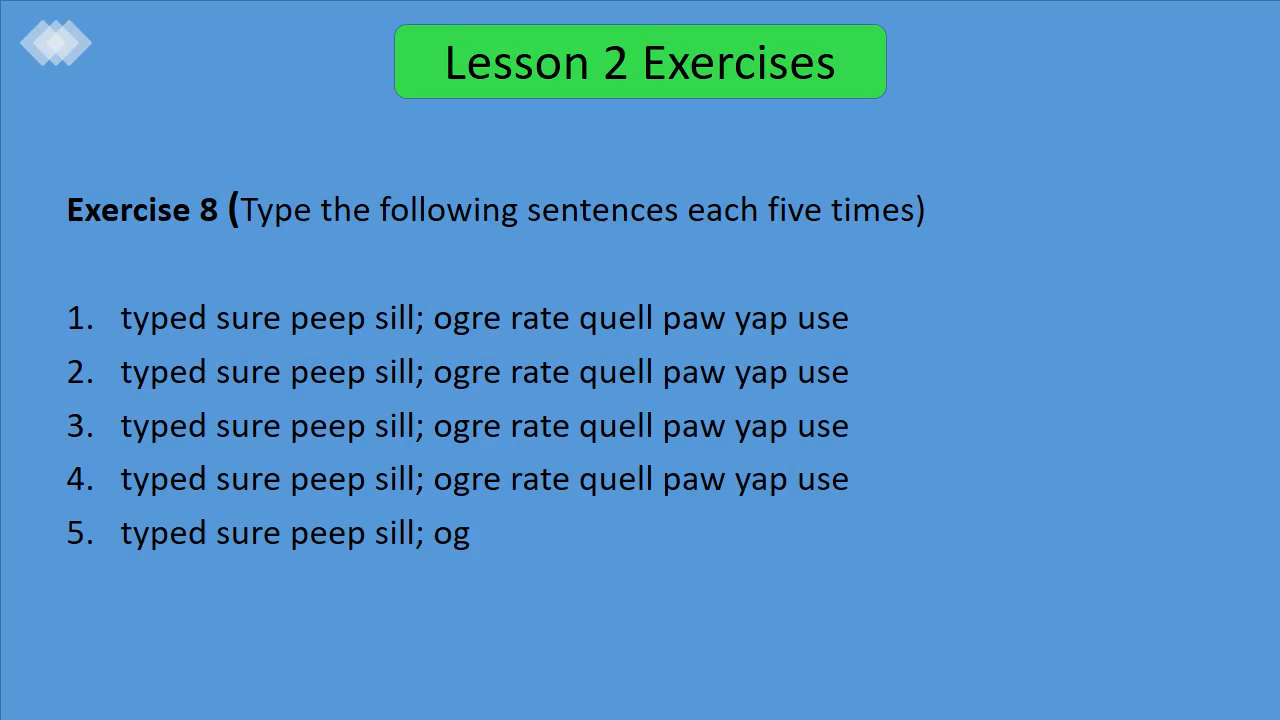 Lesson 2 Exercises
Exercise 8 (Type the following sentences each five times)
1. typed sure peep sill; ogre rate quell paw yap use
2. typed sure peep sill; ogre rate quell paw yap use
3. typed sure peep sill; ogre rate quell paw yap use
4. typed sure peep sill; ogre rate quell paw yap use
5. typed sure peep sill; og